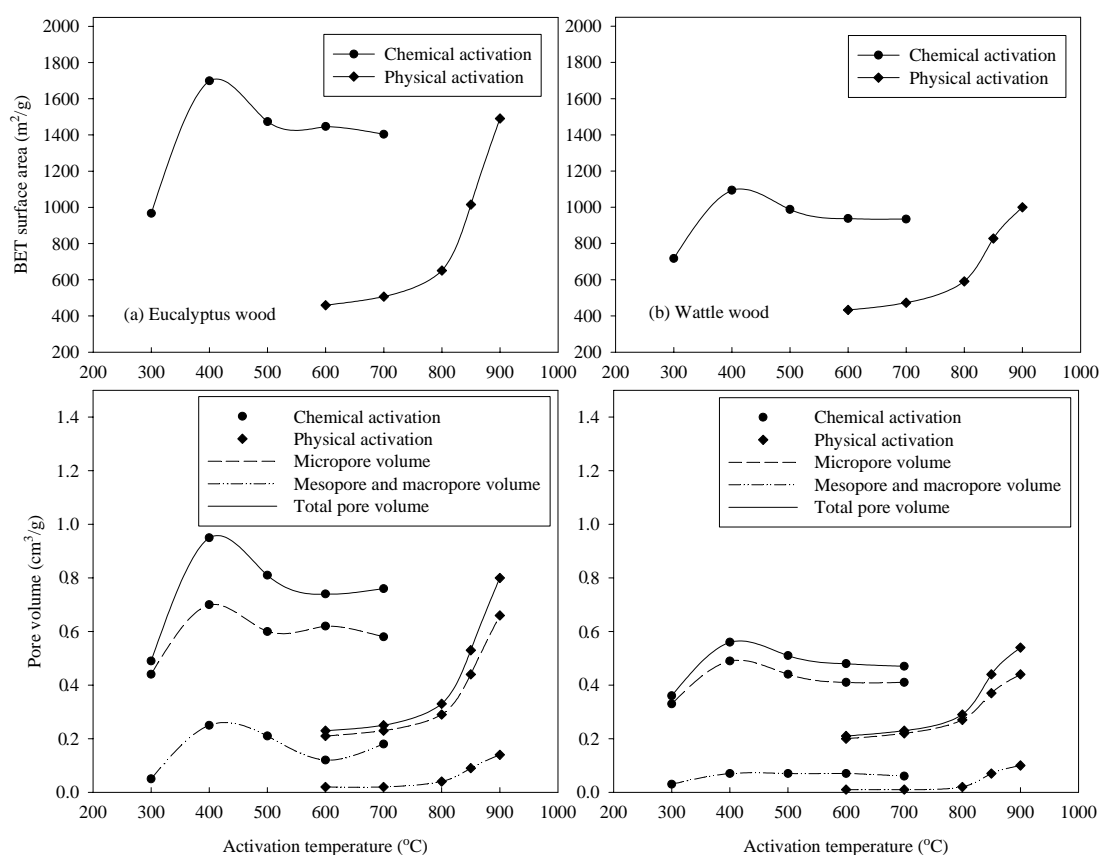 BET surface area (m²/g)
2000
1800
1600
1400
1200
1000
800
600
400
200
Chemical activation
Physical activation
(a) Eucalyptus wood
200 300 400 500 600 700 800 900 1000
2000
1800
1600
1400
1200
1000
800
600
400
200
Chemical activation
Physical activation
(b) Wattle wood
200 300 400 500 600 700 800 900 1000
Pore volume (cm³/g)
1.4
1.2
1.0
0.8
0.6
0.4
0.2
0.0
Chemical activation
Physical activation
Micropore volume
Mesopore and macropore volume
Total pore volume
200 300 400 500 600 700 800 900 1000
Activation temperature (°C)
1.4
1.2
1.0
0.8
0.6
0.4
0.2
0.0
Chemical activation
Physical activation
Micropore volume
Mesopore and macropore volume
Total pore volume
200 300 400 500 600 700 800 900 1000
Activation temperature (°C)